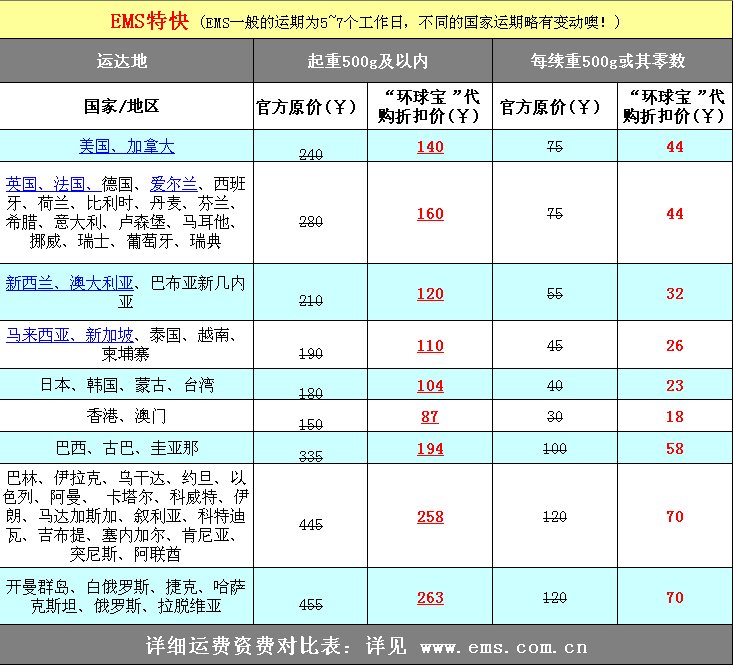 EMS特快（EMS一般的运期为5~7个工作日，不同的国家运期略有变动噢！）
运达地 起重500g及以内 每续重500g或其零数
国家/地区 官方原价(￥) “环球宝 ”代购折扣价(￥) 官方原价(￥) “环球宝 ”代购折扣价(￥)
美国、加拿大 240 140 75 44
英国、法国、德国、爱尔兰、西班
牙、荷兰、比利时、丹麦、芬兰、
希腊、意大利、卢森堡、马耳他、
挪威、瑞士、葡萄牙、瑞典 280 160 75 44
新西兰、澳大利亚、巴布亚新几内
亚 210 120 55 32
马来西亚、新加坡、泰国、越南、
柬埔寨 190 110 45 26
日本、韩国、蒙古、台湾 180 104 40 23
香港、澳门 150 87 30 18
巴西、古巴、圭亚那 335 194 100 58
巴林、伊拉克、乌干达、约旦、以
色列、阿曼、 卡塔尔、科威特、伊
朗、马达加斯加、叙利亚、科特迪
瓦、吉布提、塞内加尔、肯尼亚、
突尼斯、阿联酋 445 258 120 70
开曼群岛、白俄罗斯、捷克、哈萨
克斯坦、俄罗斯、拉脱维亚 455 263 120 70
详细运费资费对比表：详见 www.ems.com.cn